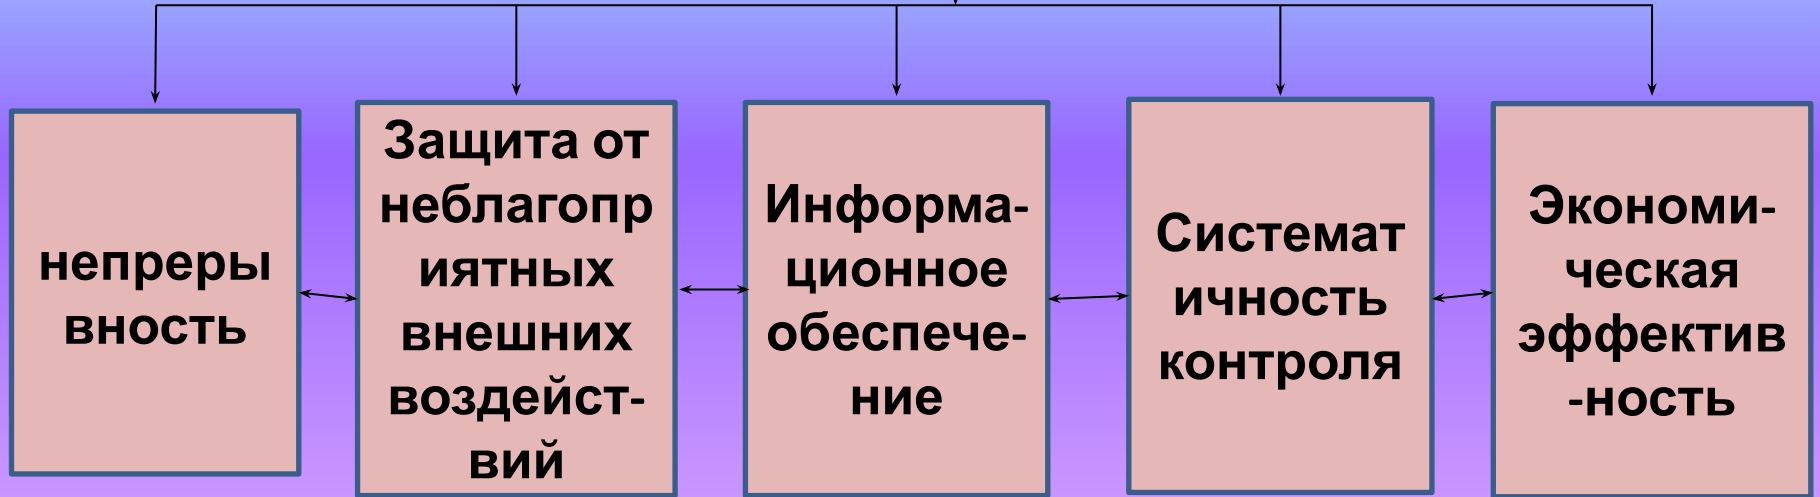 непреры
вность
Защита от
неблагопр
иятных
внешних
воздейст-
вий
Информа-
ционное
обеспече-
ние
Системат
ичность
контроля
Экономи-
ческая
эффектив
-ность